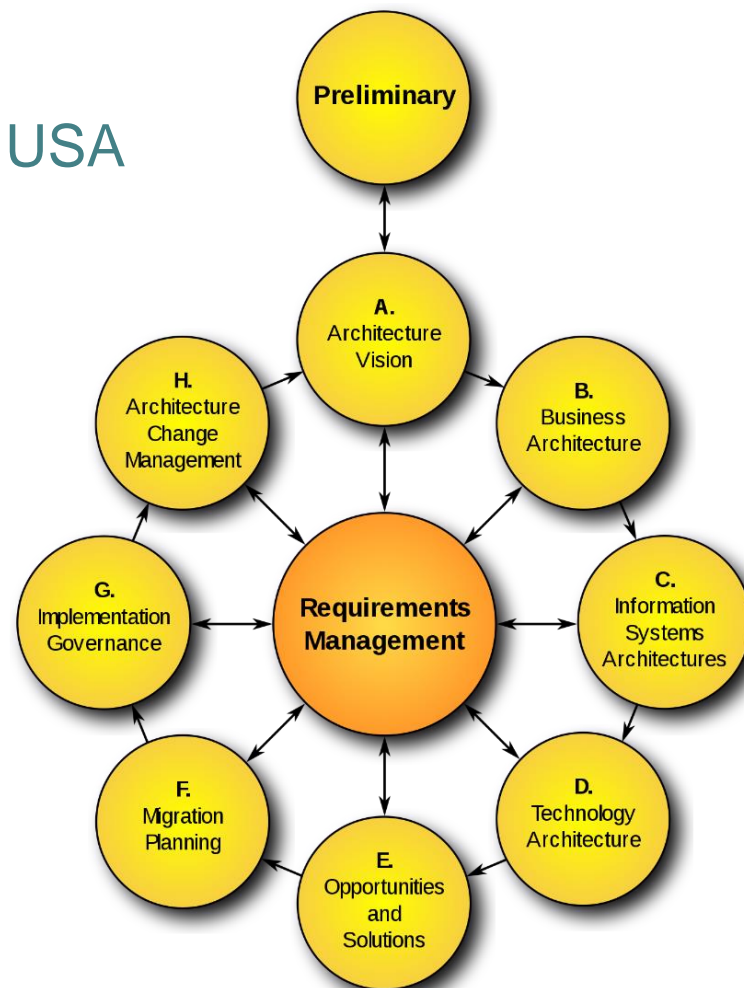 Preliminary
USA
A.
Architecture
Vision
H.
Architecture
Change
Management
B.
Business
Architecture
G.
Implementation
Governance
Requirements
Management
C.
Information
Systems
Architectures
F.
Migration
Planning
D.
Technology
Architecture
E.
Opportunities
and
Solutions